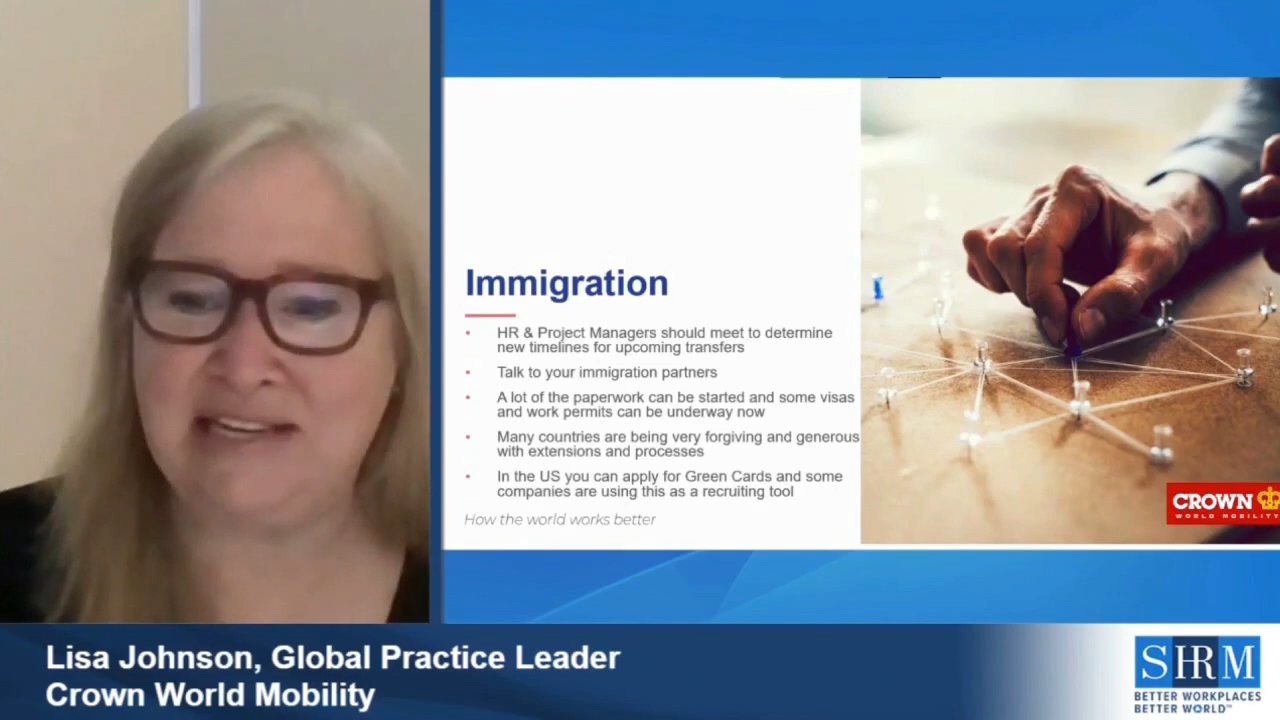 Immigration
• HR & Project Managers should meet to determine
new timelines for upcoming transfers
• Talk to your immigration partners
• A lot of the paperwork can be started and some visas
and work permits can be underway now
• Many countries are being very forgiving and generous
with extensions and processes
• In the US you can apply for Green Cards and some
companies are using this as a recruiting tool
How the world works better
CROWN
WORLD MOBILITY
Lisa Johnson, Global Practice Leader
Crown World Mobility
SHRM
BETTER WORKPLACES
BETTER WORLD™